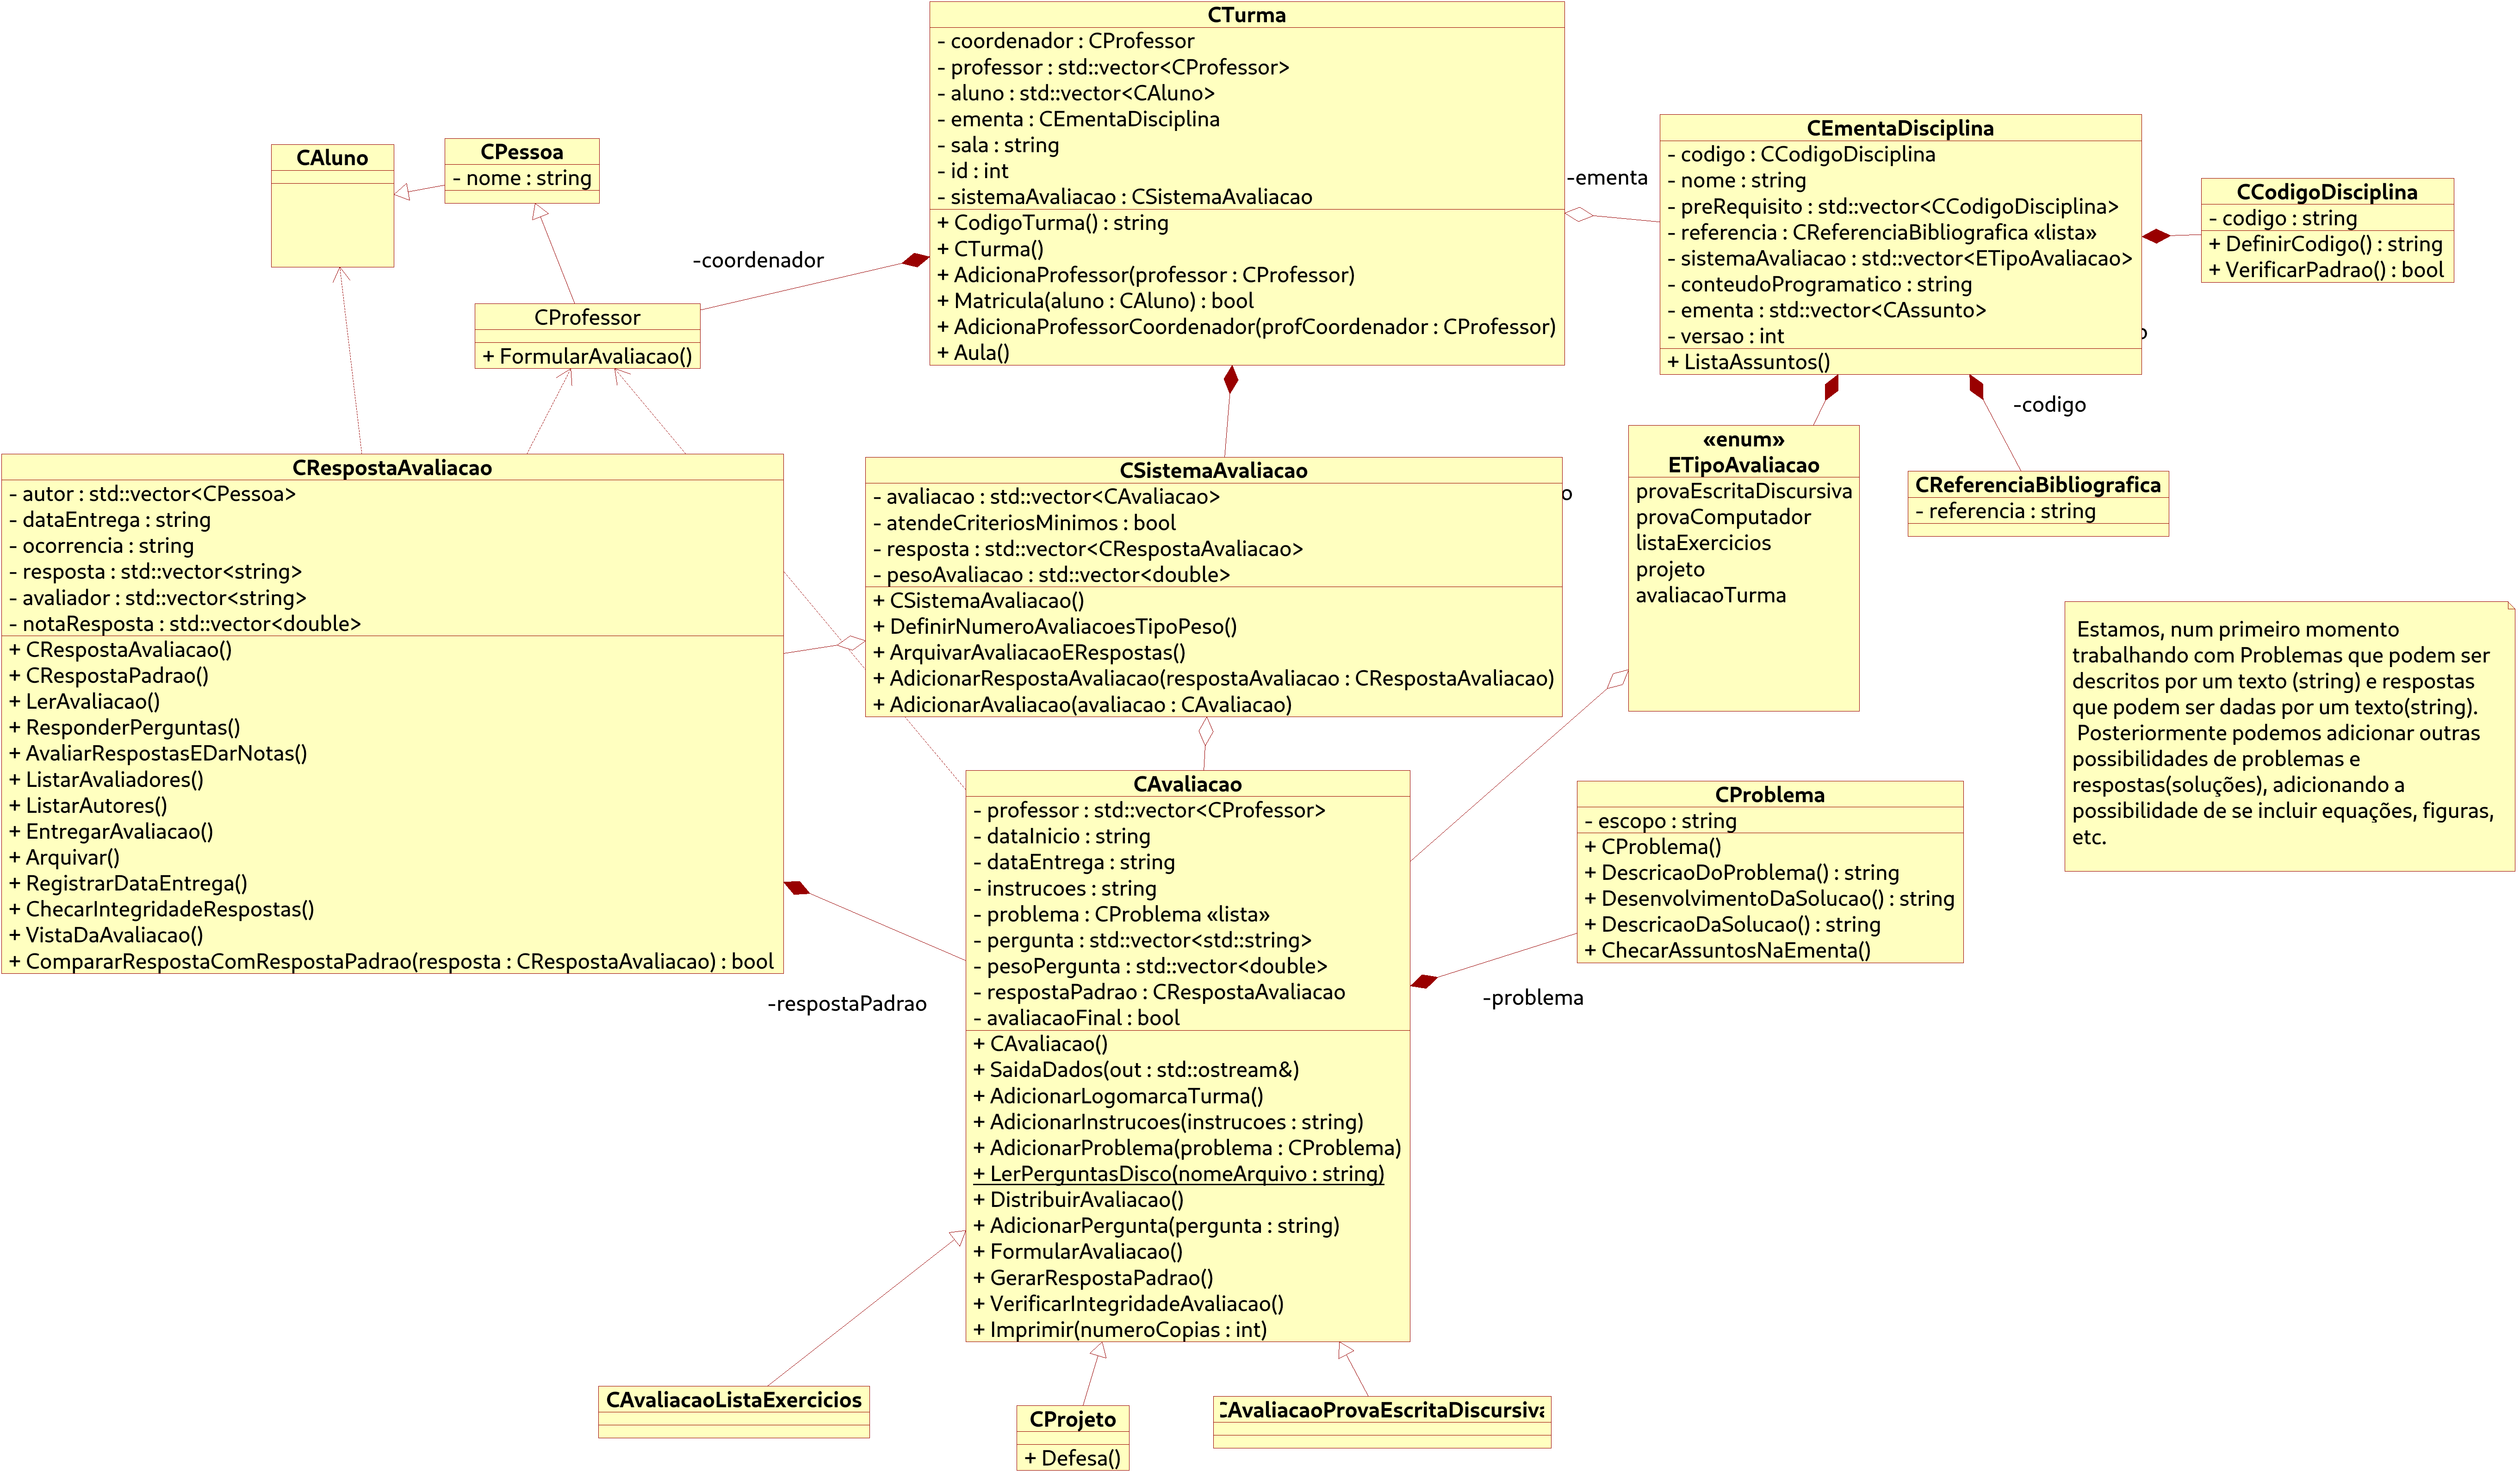 CTurma
- coordenador : CProfessor
- professor : std::vector<CProfessor>
- aluno : std::vector<CAluno>
- ementa : CEmentaDisciplina
- sala : string
- id : int
- sistemaAvaliacao : CSistemaAvaliacao
+ CodigoTurma() : string
+ CTurma()
+ AdicionaProfessor(professor : CProfessor)
+ Matricula(aluno : CAluno) : bool
+ AdicionaProfessorCoordenador(profCoordenador : CProfessor)
+ Aula()
CAluno
CPessoa
- nome : string
-coordenador
CProfessor
+ FormularAvaliacao()
-ementa
CEmentaDisciplina
- codigo : CCodigoDisciplina
- nome : string
- preRequisito : std::vector<CCodigoDisciplina>
- referencia : CReferenciaBibliografica «lista»
- sistemaAvaliacao : std::vector<ETipoAvaliacao>
- conteudoProgramatico : string
- ementa : std::vector<CAssunto>
- versao : int
+ ListaAssuntos()
CCodigoDisciplina
- codigo : string
+ DefinirCodigo() : string
+ VerificarPadrao() : bool
-codigo
CRespostaAvaliacao
- autor : std::vector<CPessoa>
- dataEntrega : string
- ocorrencia : string
- resposta : std::vector<string>
- avaliador : std::vector<string>
- notaResposta : std::vector<double>
+ CRespostaAvaliacao()
+ CRespostaPadrao()
+ LerAvaliacao()
+ ResponderPerguntas()
+ AvaliarRespostasEDarNotas()
+ ListarAvaliadores()
+ ListarAutores()
+ EntregarAvaliacao()
+ Arquivar()
+ RegistrarDataEntrega()
+ ChecarIntegridadeRespostas()
+ VistaDaAvaliacao()
+ CompararRespostaComRespostaPadrao(resposta : CRespostaAvaliacao) : bool
CSistemaAvaliacao
- avaliacao : std::vector<CAvaliacao>
- atendeCriteriosMinimos : bool
- resposta : std::vector<CRespostaAvaliacao>
- pesoAvaliacao : std::vector<double>
+ CSistemaAvaliacao()
+ DefinirNumeroAvaliacoesTipoPeso()
+ ArquivarAvaliacaoERespostas()
+ AdicionarRespostaAvaliacao(respostaAvaliacao : CRespostaAvaliacao)
+ AdicionarAvaliacao(avaliacao : CAvaliacao)
o
«enum»
ETipoAvaliacao
provaEscritaDiscursiva
provaComputador
listaExercicios
projeto
avaliacaoTurma
CReferenciaBibliografica
- referencia : string
Estamos, num primeiro momento
trabalhando com Problemas que podem ser
descritos por um texto (string) e respostas
que podem ser dadas por um texto(string).
Posteriormente podemos adicionar outras
possibilidades de problemas e
respostas(soluções), adicionando a
possibilidade de se incluir equações, figuras,
etc.
CAvaliacao
- professor : std::vector<CProfessor>
- dataInicio : string
- dataEntrega : string
- instrucoes : string
- problema : CProblema «lista»
- pergunta : std::vector<std::string>
- pesoPergunta : std::vector<double>
- respostaPadrao : CRespostaAvaliacao
- avaliacaoFinal : bool
+ CAvaliacao()
+ SaidaDados(out : std::ostream&)
+ AdicionarLogomarcaTurma()
+ AdicionarInstrucoes(instrucoes : string)
+ AdicionarProblema(problema : CProblema)
+ LerPerguntasDisco(nomeArquivo : string)
+ DistribuirAvaliacao()
+ AdicionarPergunta(pergunta : string)
+ FormularAvaliacao()
+ GerarRespostaPadrao()
+ VerificarIntegridadeAvaliacao()
+ Imprimir(numeroCopias : int)
CProblema
- escopo : string
+ CProblema()
+ DescricaoDoProblema() : string
+ DesenvolvimentoDaSolucao() : string
+ DescricaoDaSolucao() : string
+ ChecarAssuntosNaEmenta()
-respostaPadrao
-problema
CAvaliacaoListaExercicios
CProjeto
+ Defesa()
CAvaliacaoProvaEscritaDiscursiva